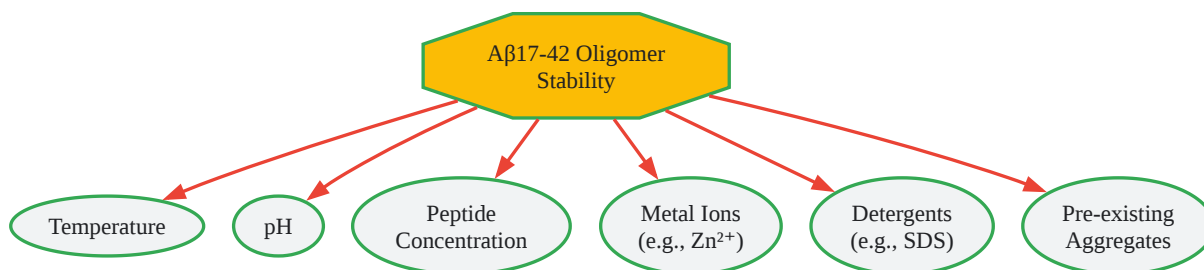 Aβ17-42 Oligomer
Stability
Temperature
pH
Peptide
Concentration
Metal Ions
(e.g., Zn²⁺)
Detergents
(e.g., SDS)
Pre-existing
Aggregates